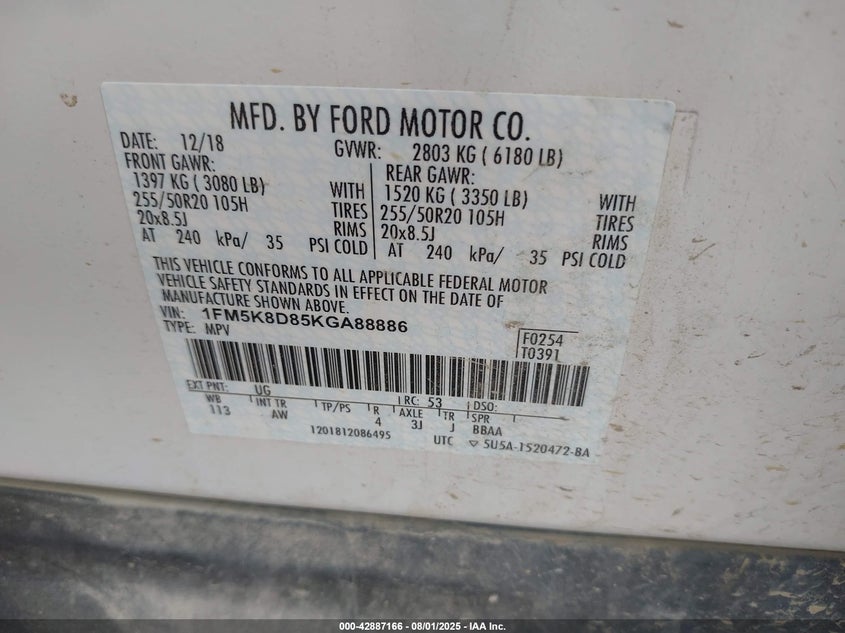 MFD. BY FORD MOTOR CO.
DATE: 12/18 GVWR: 2803 KG ( 6180 LB)
FRONT GAWR: REAR GAWR:
1397 KG ( 3080 LB) WITH 1520 KG ( 3350 LB) WITH
255/50R20 105H TIRES 255/50R20 105H TIRES
20x8.5J RIMS 20x8.5J RIMS
AT 240 kPa/ 35 PSI COLD AT 240 kPa/ 35 PSI COLD
THIS VEHICLE CONFORMS TO ALL APPLICABLE FEDERAL MOTOR
VEHICLE SAFETY STANDARDS IN EFFECT ON THE DATE OF
MANUFACTURE SHOWN ABOVE.
VIN: 1FM5K8D85KGA88886
TYPE: MPV
F0254
T0391
EXT PNT: UG RC: 53 DSO:
WB INT TR TP/PS R AXLE TR SPR
113 AW 4 3J J BBAA
1201812086495 UTC ▽ 5U5A-1520472-BA
000-42887166 - 08/01/2025 - IAA Inc.